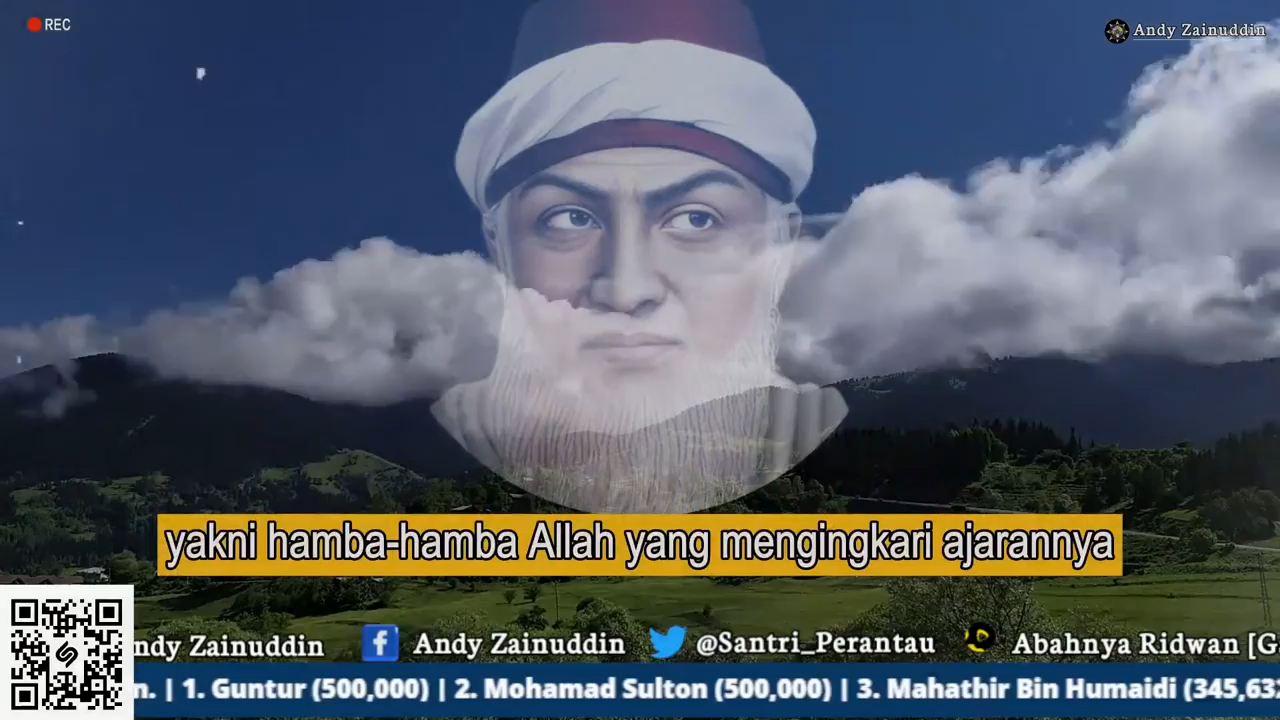 REC
Andy Zainuddin
yakni hamba-hamba Allah yang mengingkari ajarannya
ndy Zainuddin Andy Zainuddin @Santri_Perantau Abahnya Ridwan [G
n. | 1. Guntur (500,000) | 2. Mohamad Sulton (500,000) | 3. Mahathir Bin Humaidi (345,63